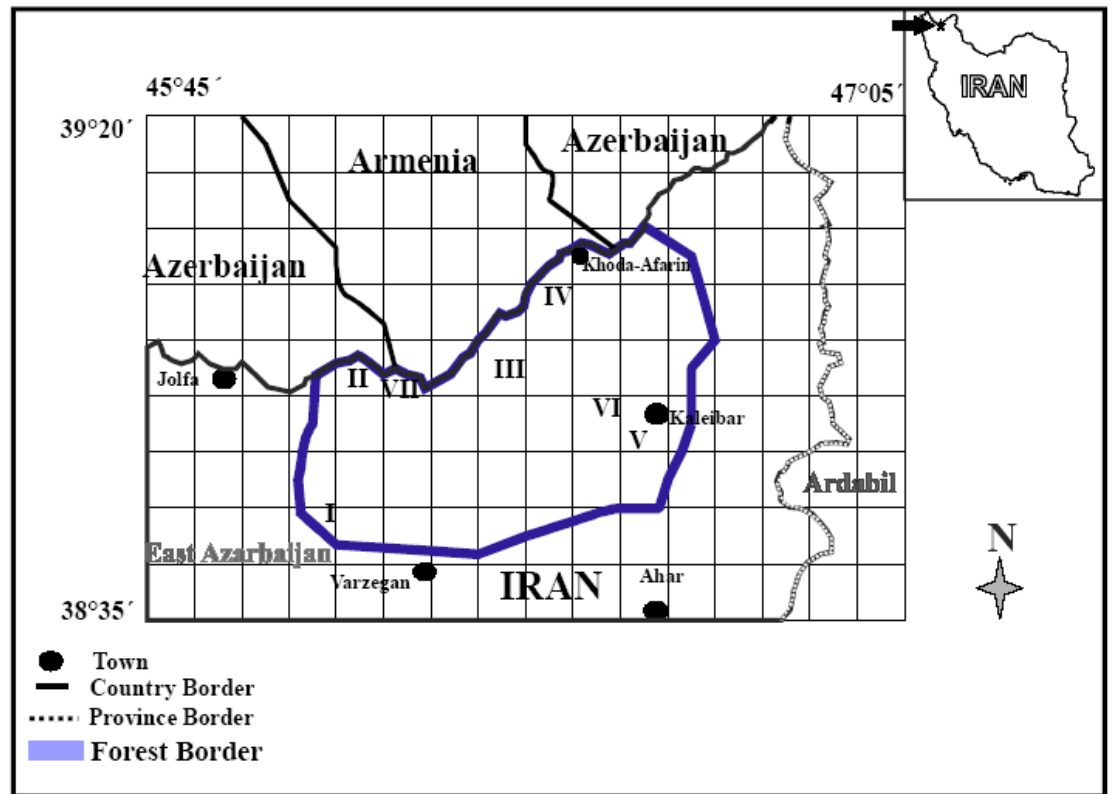 IRAN
45°45´
47°05´
39°20´
Azerbaijan
Armenia
Azerbaijan
Khoda-Afarin
IV
III
Jolfa
II
VII
VI
Kaleibar
V
Ardabil
I
East Azarbaijan
N
Varzegan
IRAN
Ahar
38°35´
Town
Country Border
Province Border
Forest Border